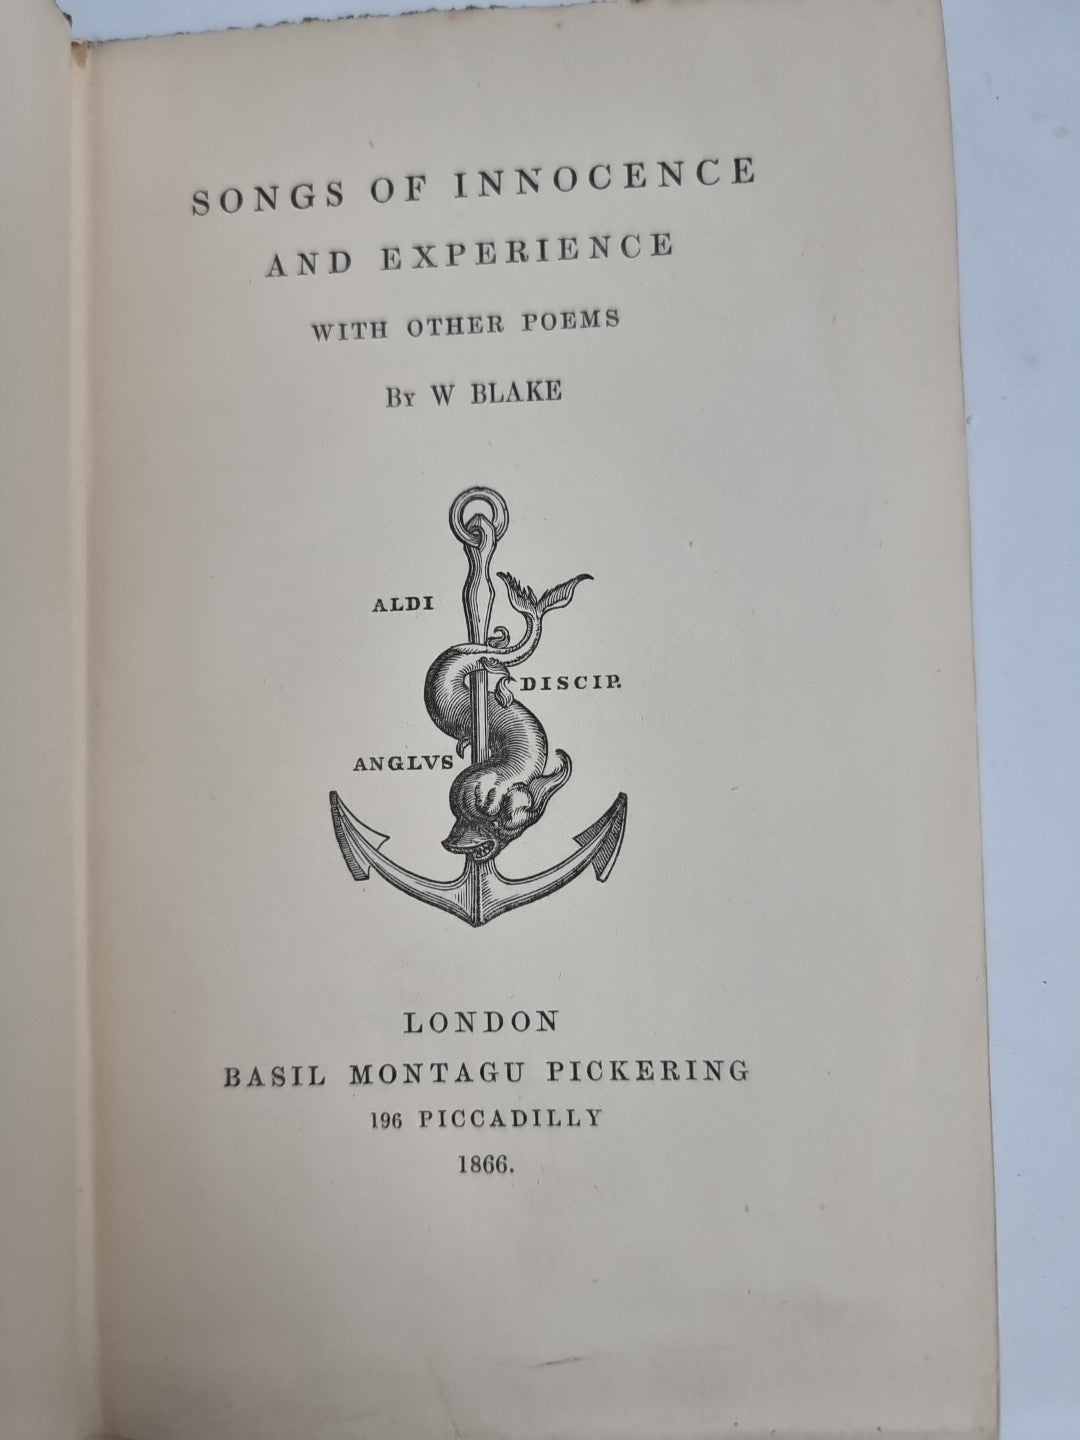 SONGS OF INNOCENCE
AND EXPERIENCE
WITH OTHER POEMS
By W BLAKE
ALDI
DISCIP.
ANGLVS
LONDON
BASIL MONTAGU PICKERING
196 PICCADILLY
1866.